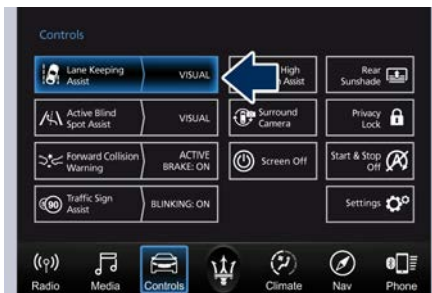 Controls
Lane Keeping
Assist
VISUAL
High
Assist
Rear
Sunshade
Active Blind
Spot Assist
VISUAL
Surround
Camera
Privacy
Lock
Forward Collision
Warning
ACTIVE
BRAKE: ON
Screen Off
Start & Stop
Off
90
Traffic Sign
Assist
BLINKING: ON
Settings
Radio
Media
Controls
Climate
Nav
Phone